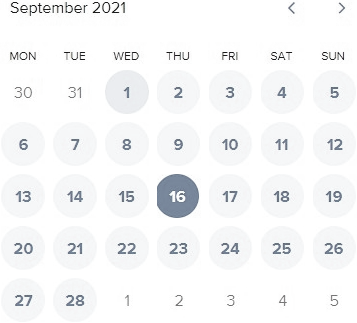 September 2021
MON TUE WED THU FRI SAT SUN
30 31 1 2 3 4 5
6 7 8 9 10 11 12
13 14 15 16 17 18 19
20 21 22 23 24 25 26
27 28 1 2 3 4 5